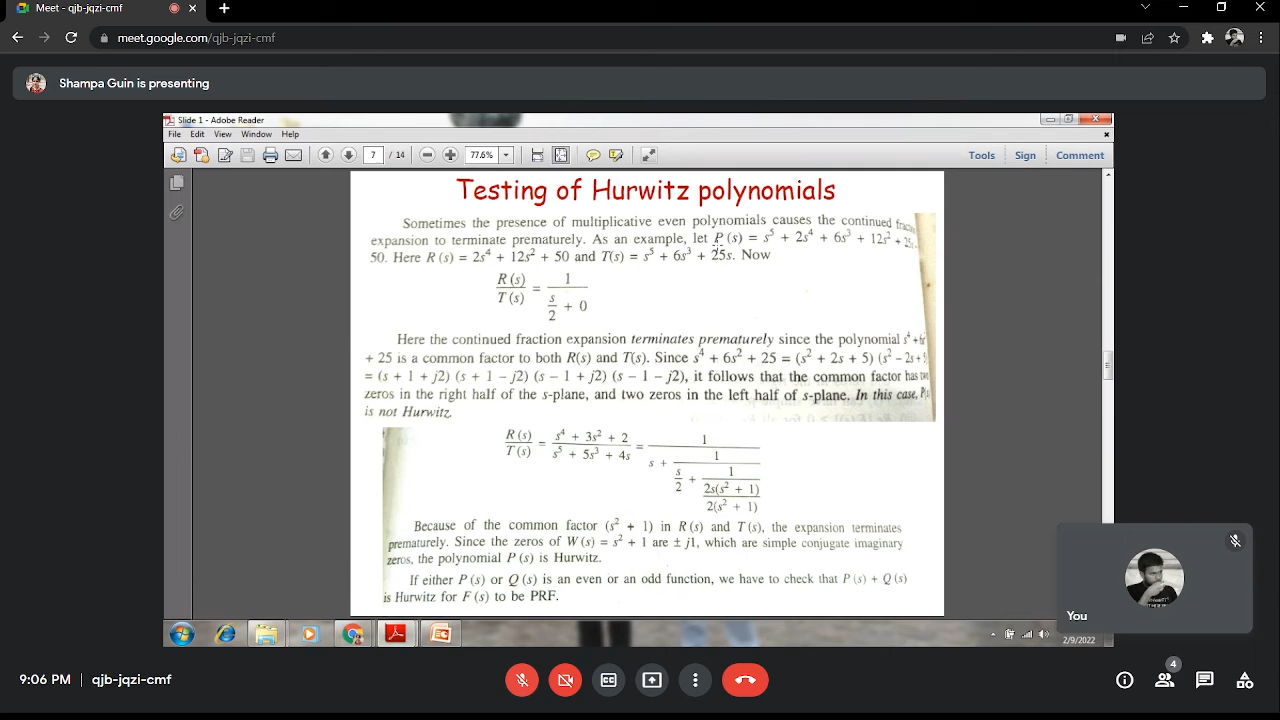 Meet - qjb-jqzi-cmf
meet.google.com/qjb-jqzi-cmf
Shampa Guin is presenting
Slide 1 - Adobe Reader
File Edit View Window Help
7 / 14 77.6% Tools Sign Comment
Testing of Hurwitz polynomials
Sometimes the presence of multiplicative even polynomials causes the continued frac
expansion to terminate prematurely. As an example, let P (s) = s⁵ + 2s⁴ + 6s³ + 12s² + 25s
50. Here R (s) = 2s⁴ + 12s² + 50 and T(s) = s⁵ + 6s³ + 25s. Now
R (s)/T (s) = 1/(s/2 + 0)
Here the continued fraction expansion terminates prematurely since the polynomial s⁴ + 6s²
+ 25 is a common factor to both R(s) and T(s). Since s⁴ + 6s² + 25 = (s² + 2s + 5) (s² – 2s + 5
= (s + 1 + j2) (s + 1 – j2) (s – 1 + j2) (s – 1 – j2), it follows that the common factor has two
zeros in the right half of the s-plane, and two zeros in the left half of s-plane. In this case, P(s
is not Hurwitz.
R (s)/T (s) = (s⁴ + 3s² + 2)/(s⁵ + 5s³ + 4s) = 1/(s + 1/(s/2 + 1/(2s(s² + 1)/2(s² + 1))))
Because of the common factor (s² + 1) in R (s) and T (s), the expansion terminates
prematurely. Since the zeros of W (s) = s² + 1 are ± j1, which are simple conjugate imaginary
zeros, the polynomial P (s) is Hurwitz.
If either P (s) or Q (s) is an even or an odd function, we have to check that P (s) + Q (s)
is Hurwitz for F (s) to be PRF.
You
2/9/2022
9:06 PM | qjb-jqzi-cmf
4